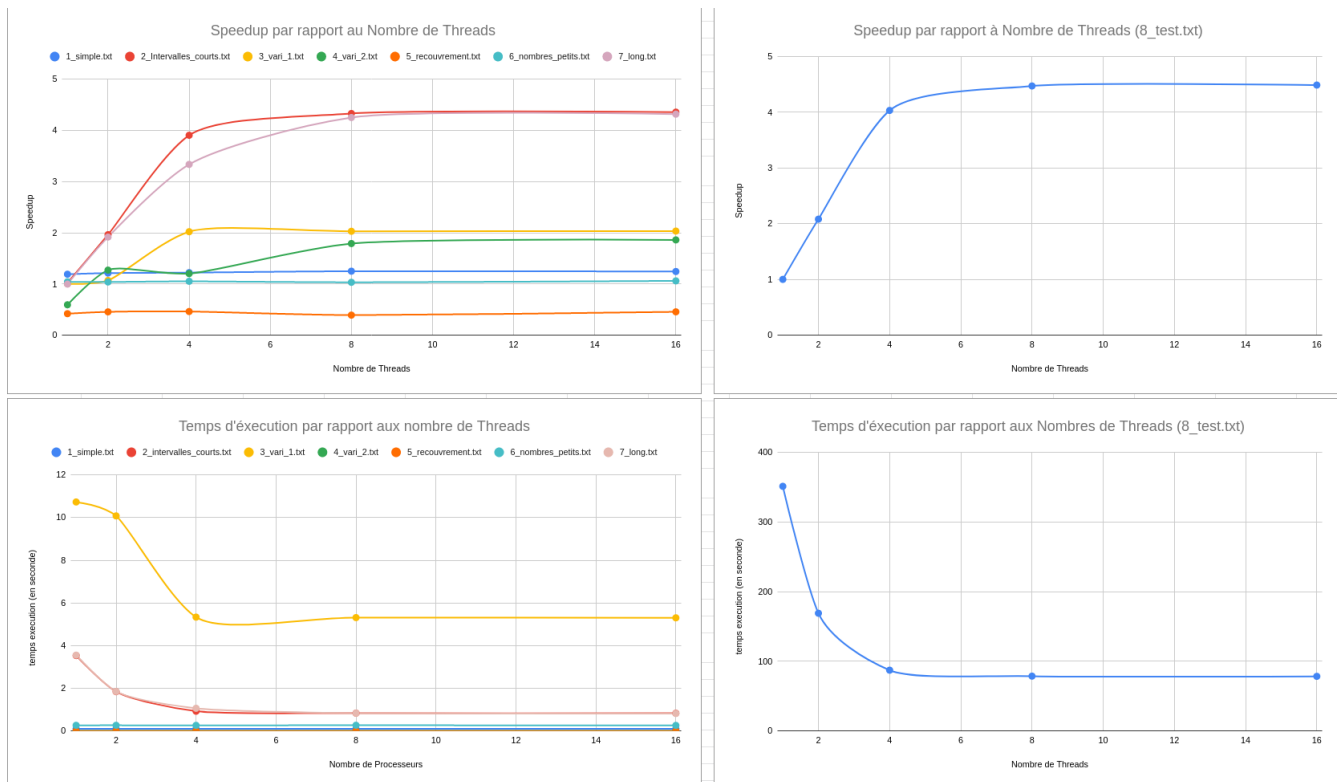 Speedup par rapport au Nombre de Threads
1_simple.txt 2_Intervalles_courts.txt 3_vari_1.txt 4_vari_2.txt 5_recouvrement.txt 6_nombres_petits.txt 7_long.txt
5
4
3
2
1
0
Speedup
2 4 6 8 10 12 14 16
Nombre de Threads
Speedup par rapport à Nombre de Threads (8_test.txt)
5
4
3
2
1
0
Speedup
2 4 6 8 10 12 14 16
Nombre de Threads
Temps d'éxecution par rapport aux nombre de Threads
1_simple.txt 2_intervalles_courts.txt 3_vari_1.txt 4_vari_2.txt 5_recouvrement.txt 6_nombres_petits.txt 7_long.txt
12
10
8
6
4
2
0
temps execution (en seconde)
2 4 6 8 10 12 14 16
Nombre de Processeurs
Temps d'éxecution par rapport aux Nombres de Threads (8_test.txt)
400
300
200
100
0
temps execution (en seconde)
2 4 6 8 10 12 14 16
Nombre de Threads